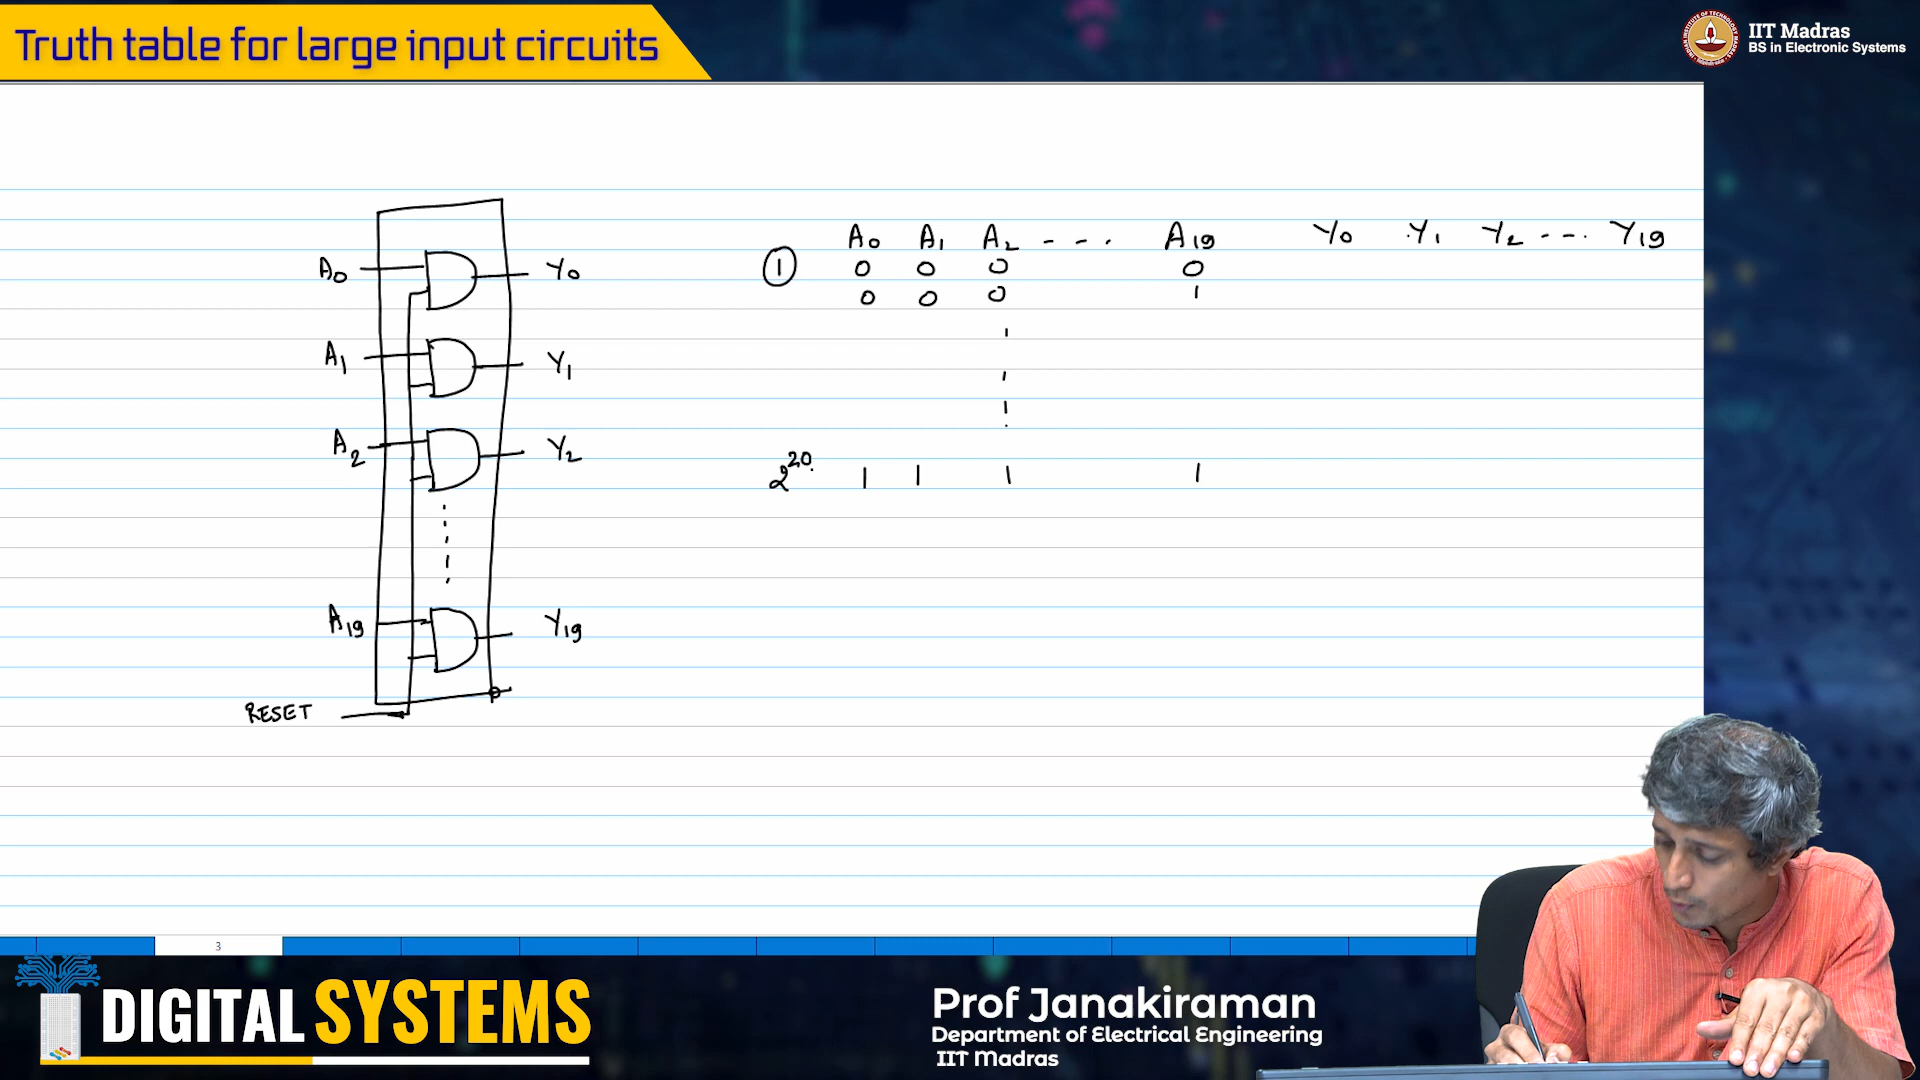 Truth table for large input circuits
IIT Madras
BS in Electronic Systems
A0 Y0
A1 Y1
A2 Y2
A19 Y19
RESET
A0 A1 A2 - - - A19 Y0 Y1 Y2 - - - Y19
1 0 0 0 0
0 0 0 1
2^20 1 1 1 1
3
DIGITAL SYSTEMS
Prof Janakiraman
Department of Electrical Engineering
IIT Madras